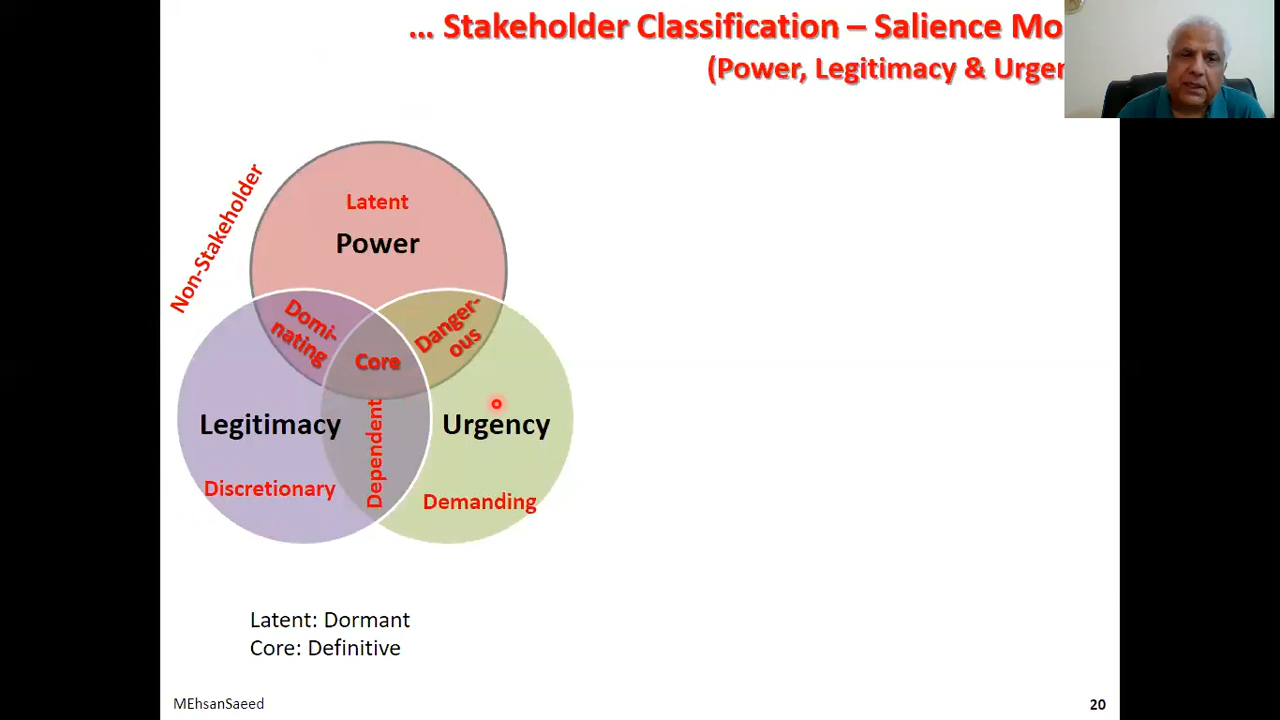 ... Stakeholder Classification – Salience Mo
(Power, Legitimacy & Urgen
Non-Stakeholder
Latent
Power
Domi-
nating
Danger-
ous
Core
Legitimacy
Urgency
Dependent
Discretionary
Demanding
Latent: Dormant
Core: Definitive
MEhsanSaeed
20